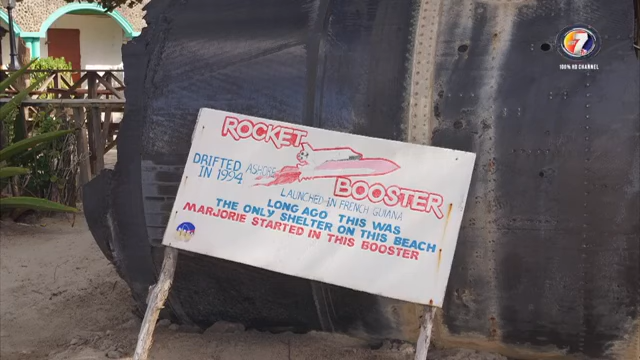 7
100% HD CHANNEL
ROCKET
DRIFTED ASHORE
IN 1994
BOOSTER
LAUNCHED IN FRENCH GUIANA
LONG AGO THIS WAS
THE ONLY SHELTER ON THIS BEACH
MARJORIE STARTED IN THIS BOOSTER